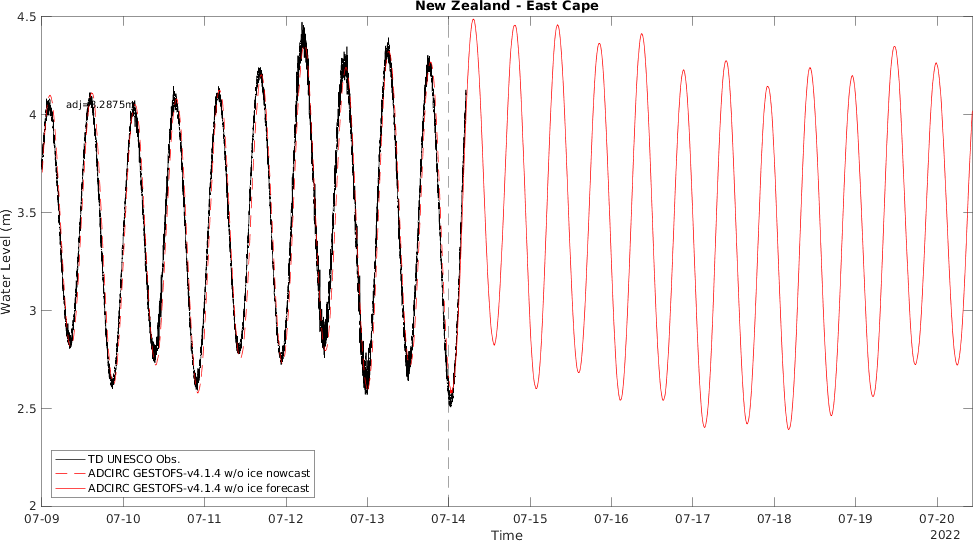 New Zealand - East Cape
Water Level (m)
4.5
4
3.5
3
2.5
2
adj=3.2875m
TD UNESCO Obs.
ADCIRC GESTOFS-v4.1.4 w/o ice nowcast
ADCIRC GESTOFS-v4.1.4 w/o ice forecast
07-09 07-10 07-11 07-12 07-13 07-14 07-15 07-16 07-17 07-18 07-19 07-20
2022
Time